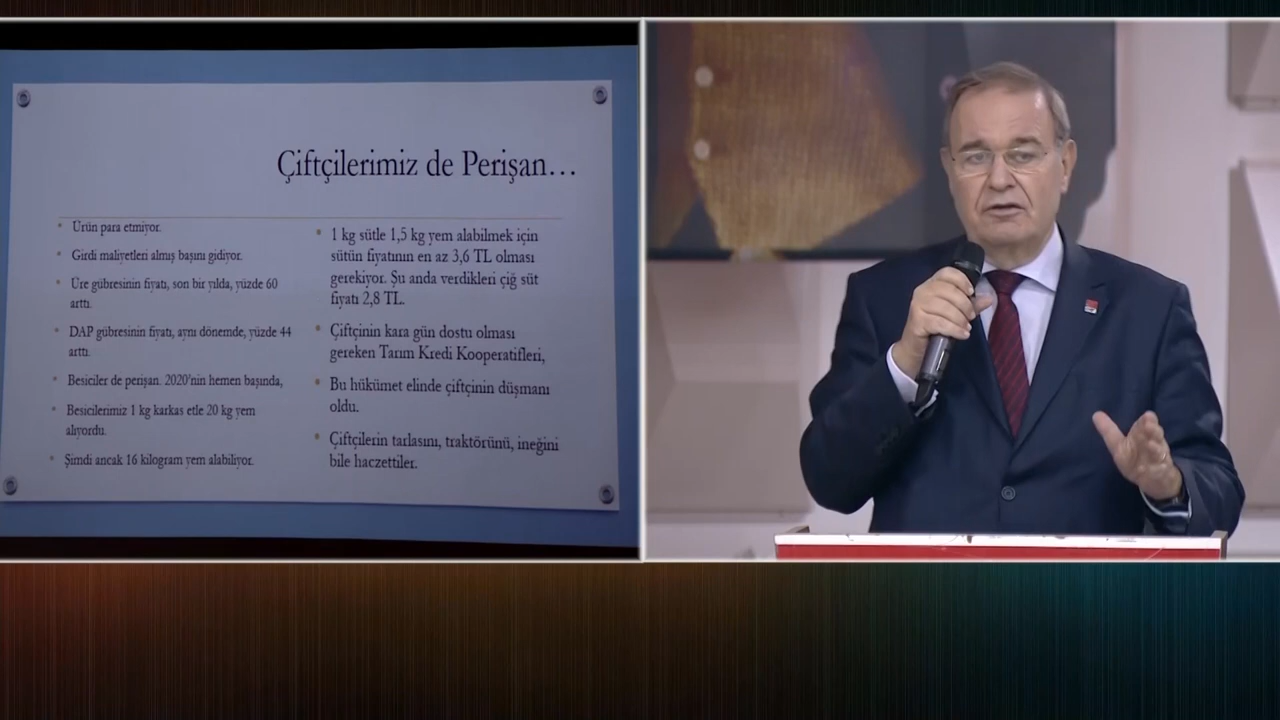 Çiftçilerimiz de Perişan…
Ürün para etmiyor.
Girdi maliyetleri almış başını gidiyor.
Üre gübresinin fiyatı, son bir yılda, yüzde 60
arttı.
DAP gübresinin fiyatı, aynı dönemde, yüzde 44
arttı.
Besiciler de perişan. 2020'nin hemen başında,
Besicilerimiz 1 kg karkas etle 20 kg yem
alıyordu.
Şimdi ancak 16 kilogram yem alabiliyor.
1 kg sütle 1,5 kg yem alabilmek için
sütün fiyatının en az 3,6 TL olması
gerekiyor. Şu anda verdikleri çiğ süt
fiyatı 2,8 TL.
Çiftçinin kara gün dostu olması
gereken Tarım Kredi Kooperatifleri,
Bu hükümet elinde çiftçinin düşmanı
oldu.
Çiftçilerin tarlasını, traktörünü, ineğini
bile haczettiler.